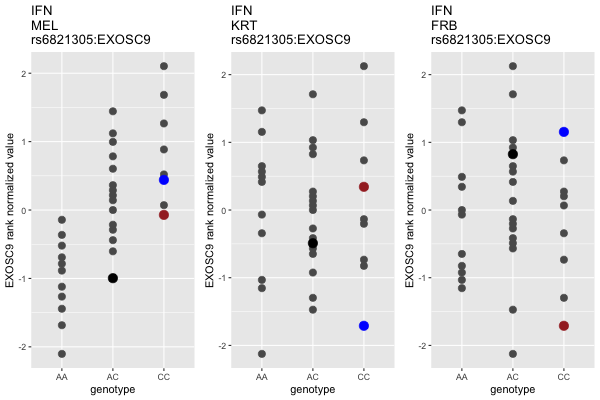 IFN
MEL
rs6821305:EXOSC9
EXOSC9 rank normalized value
2
1
0
-1
-2
AA AC CC
genotype
IFN
KRT
rs6821305:EXOSC9
EXOSC9 rank normalized value
2
1
0
-1
-2
AA AC CC
genotype
IFN
FRB
rs6821305:EXOSC9
EXOSC9 rank normalized value
2
1
0
-1
-2
AA AC CC
genotype